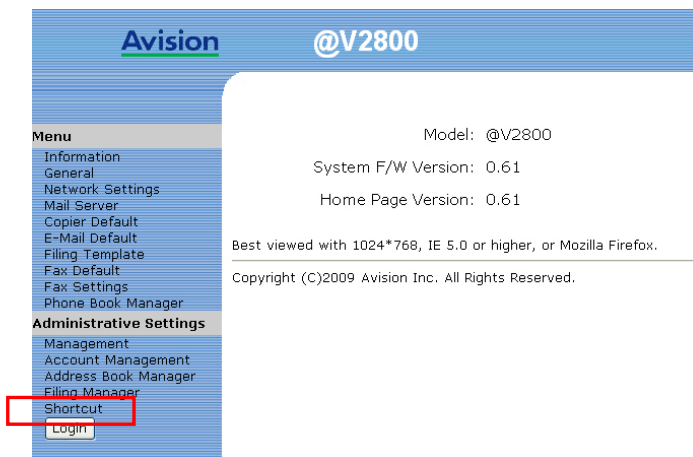 Avision @V2800
Menu
Information
General
Network Settings
Mail Server
Copier Default
E-Mail Default
Filing Template
Fax Default
Fax Settings
Phone Book Manager
Administrative Settings
Management
Account Management
Address Book Manager
Filing Manager
Shortcut
Login
Model: @V2800
System F/W Version: 0.61
Home Page Version: 0.61
Best viewed with 1024*768, IE 5.0 or higher, or Mozilla Firefox.
Copyright (C)2009 Avision Inc. All Rights Reserved.